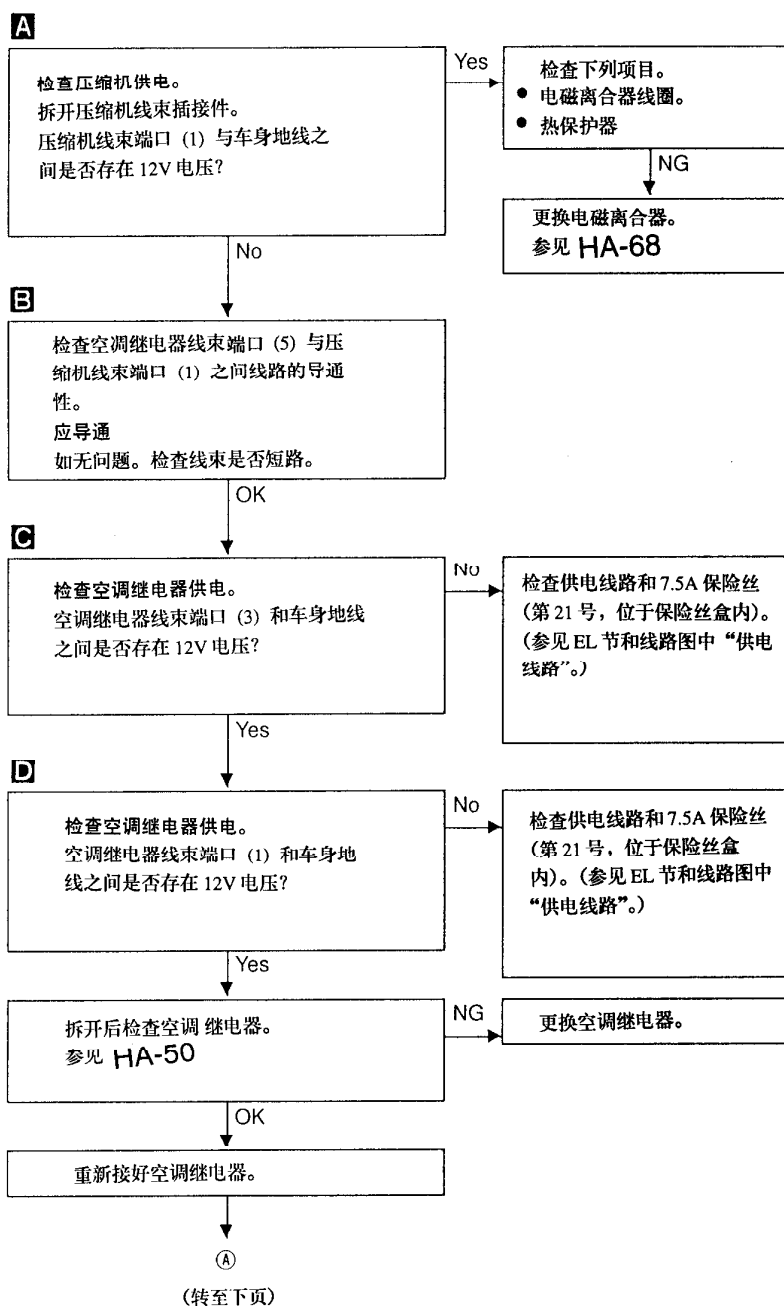 A
检查压缩机供电。
拆开压缩机线束插接件。
压缩机线束端口 (1) 与车身地线之
间是否存在 12V 电压?
Yes
检查下列项目。
● 电磁离合器线圈。
● 热保护器
NG
更换电磁离合器。
参见 HA-68
No
B
检查空调继电器线束端口 (5) 与压
缩机线束端口 (1) 之间线路的导通
性。
应导通
如无问题。检查线束是否短路。
OK
C
检查空调继电器供电。
空调继电器线束端口 (3) 和车身地线
之间是否存在 12V 电压?
No
检查供电线路和 7.5A 保险丝
(第 21 号, 位于保险丝盒内)。
(参见 EL 节和线路图中 “供电
线路”。)
Yes
D
检查空调继电器供电。
空调继电器线束端口 (1) 和车身地
线之间是否存在 12V 电压?
No
检查供电线路和 7.5A 保险丝
(第 21 号, 位于保险丝盒
内)。(参见 EL 节和线路图中
“供电线路”。)
Yes
拆开后检查空调 继电器。
参见 HA-50
NG
更换空调继电器。
OK
重新接好空调继电器。
Ⓐ
(转至下页)